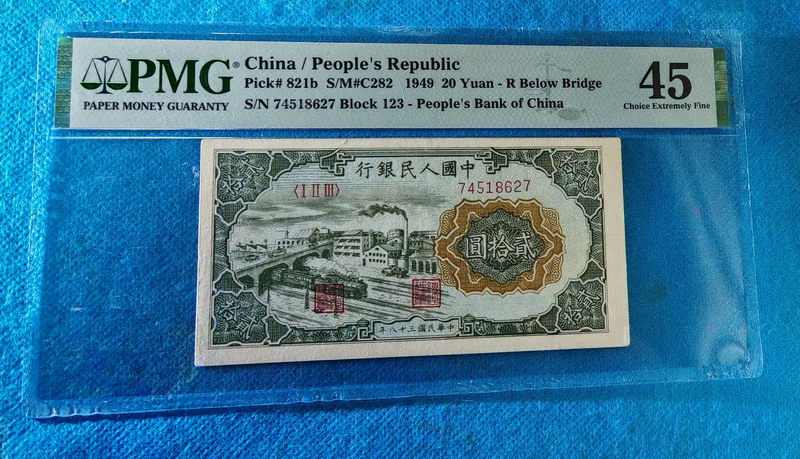 PMG®
PAPER MONEY GUARANTY
China / People's Republic
Pick# 821b S/M#C282 1949 20 Yuan - R Below Bridge
S/N 74518627 Block 123 - People's Bank of China
45
Choice Extremely Fine
行銀民人國中
〈I II III〉
74518627
圓拾貳
年八十三國民華中